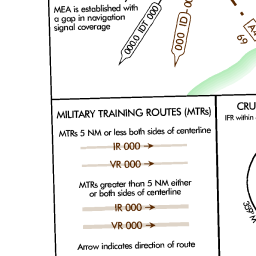 MEA is established with
a gap in navigation
signal coverage
000.0 IDT 000
000 ID
69
MILITARY TRAINING ROUTES (MTRs)
MTRs 5 NM or less both sides of centerline
IR 000 →
VR 000 →
MTRs greater than 5 NM either
or both sides of centerline
IR 000 →
VR 000 →
Arrow indicates direction of route
CRU
IFR within
359 M